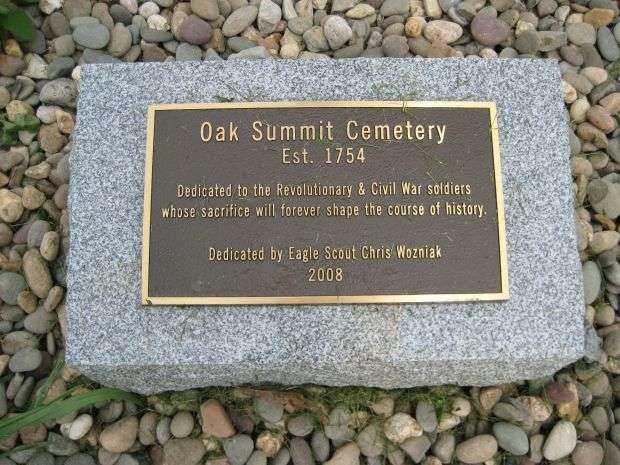 Oak Summit Cemetery
Est. 1754
Dedicated to the Revolutionary & Civil War soldiers
whose sacrifice will forever shape the course of history.
Dedicated by Eagle Scout Chris Wozniak
2008